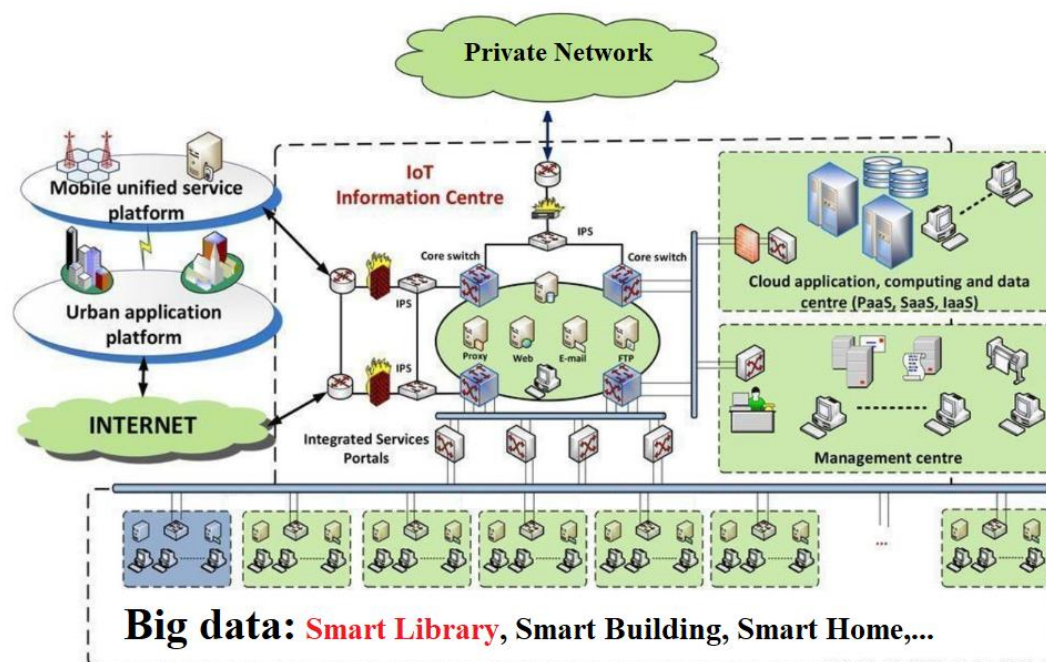 Private Network
IoT
Information Centre
Mobile unified service
platform
Urban application
platform
INTERNET
IPS
Core switch
Core switch
IPS
IPS
Proxy
Web
E-mail
FTP
Integrated Services
Portals
Cloud application, computing and data
centre (PaaS, SaaS, IaaS)
Management centre
...
Big data: Smart Library, Smart Building, Smart Home,...